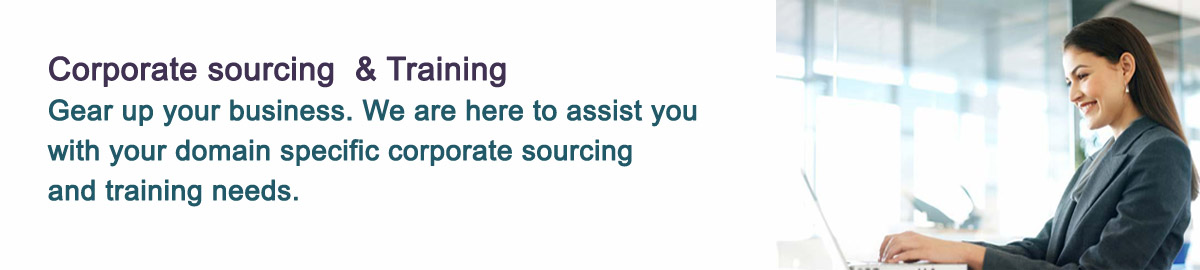 Corporate sourcing  & Training
Gear up your business. We are here to assist you
with your domain specific corporate sourcing
and training needs.